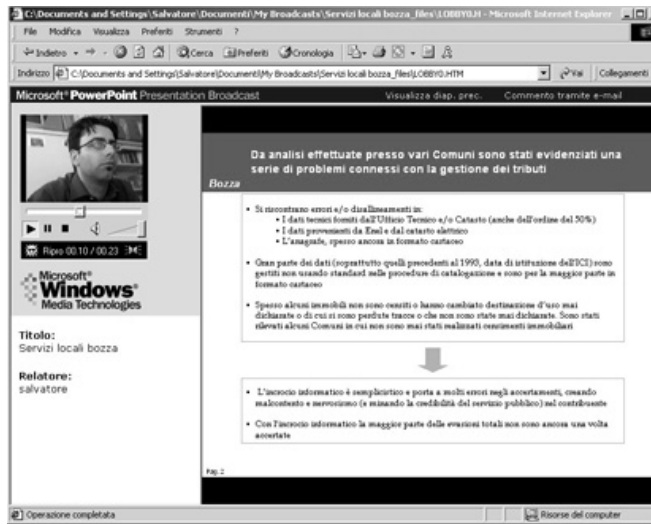 C:\Documents and Settings\Salvatore\Documenti\My Broadcasts\Servizi locali bozza_files\LOBBY0.H - Microsoft Internet Explorer
File Modifica Visualizza Preferiti Strumenti ?
Indietro Cerca Preferiti Cronologia
Indirizzo C:\Documents and Settings\Salvatore\Documenti\My Broadcasts\Servizi locali bozza_files\LOBBY0.HTM Vai Collegamenti
Microsoft® PowerPoint Presentation Broadcast Visualizza diap. prec. Commento tramite e-mail
Da analisi effettuate presso vari Comuni sono stati evidenziati una
serie di problemi connessi con la gestione dei tributi
Bozza
• Si riscontrano errori e/o disallineamenti in:
• I dati tecnici forniti dall'Ufficio Tecnico e/o Catasto (anche dell'ordine del 50%)
• I dati provenienti da Enel e dal catasto elettrico
• L'anagrafe, spesso ancora in formato cartaceo
• Gran parte dei dati (soprattutto quelli precedenti al 1993, data di istituzione dell'ICI) sono
gestiti non usando standard nelle procedure di catalogazione e sono per la maggior parte in
formato cartaceo
• Spesso alcuni immobili non sono censiti o hanno cambiato destinazione d'uso mai
dichiarate o di cui si sono perdute tracce o che non sono state mai dichiarate. Sono stati
rilevati alcuni Comuni in cui non sono mai stati realizzati censimenti immobiliari
• L'incrocio informatico è semplicistico e porta a molti errori negli accertamenti, creando
malcontento e nervosismo (e minando la credibilità del servizio pubblico) nel contribuente
• Con l'incrocio informatico la maggior parte delle evasioni totali non sono ancora una volta
accertate
Pag. 2
Ripro 00.10 / 00.23
Microsoft®
Windows®
Media Technologies
Titolo:
Servizi locali bozza
Relatore:
salvatore
Operazione completata Risorse del computer